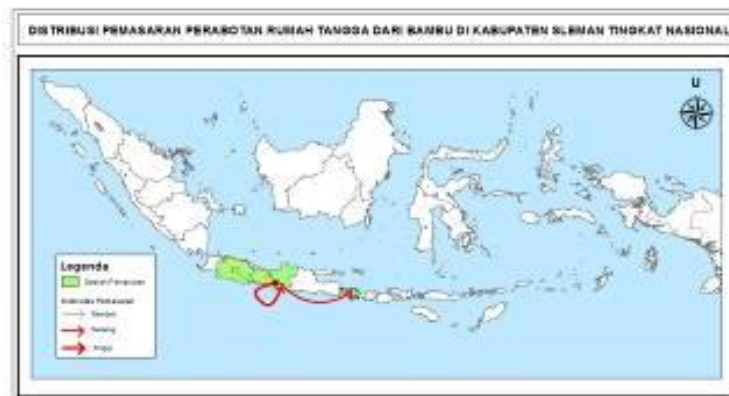 DISTRIBUSI PEMASARAN PERABOTAN RUMAH TANGGA DARI BAMBU DI KABUPATEN SLEMAN TINGKAT NASIONAL
U
Legenda
Daerah Pemasaran
Pemasaran
Rendah
Sedang
Tinggi